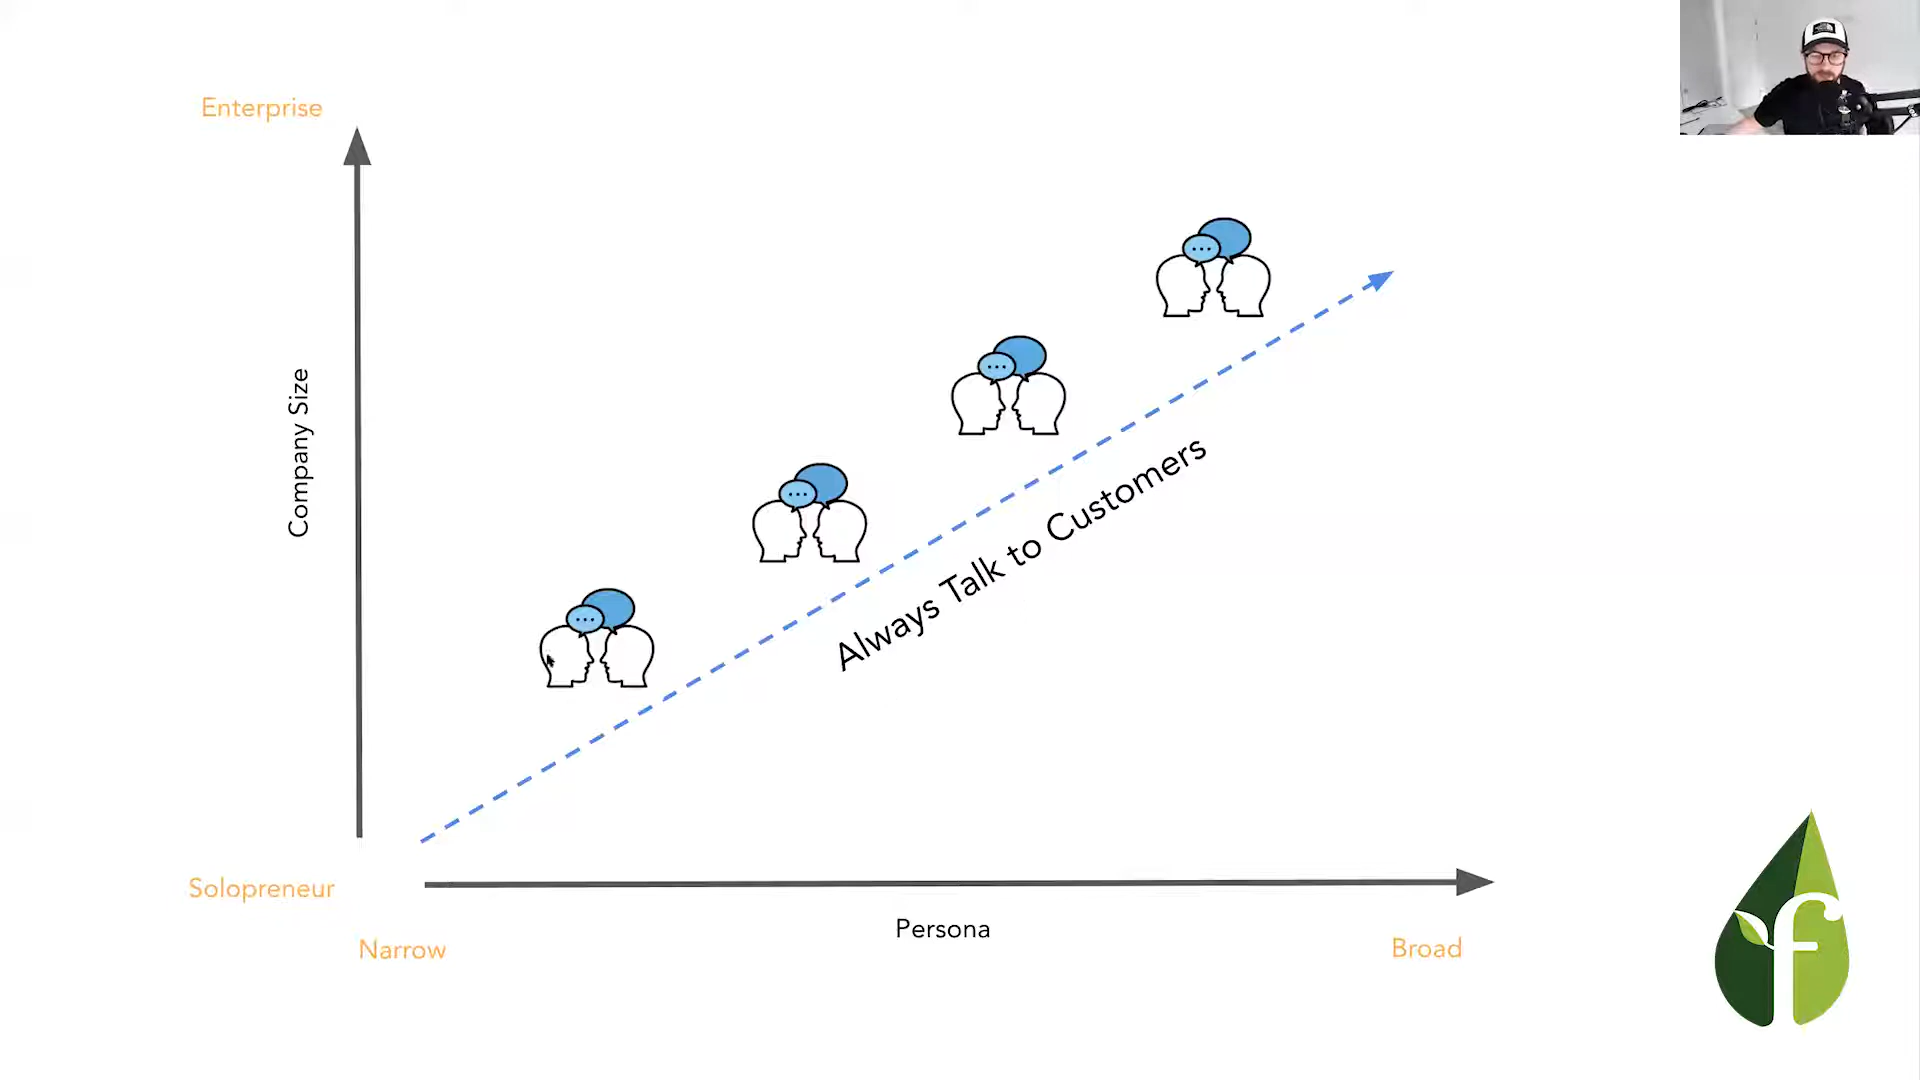 Enterprise
Company Size
Always Talk to Customers
Solopreneur
Persona
Narrow
Broad
f